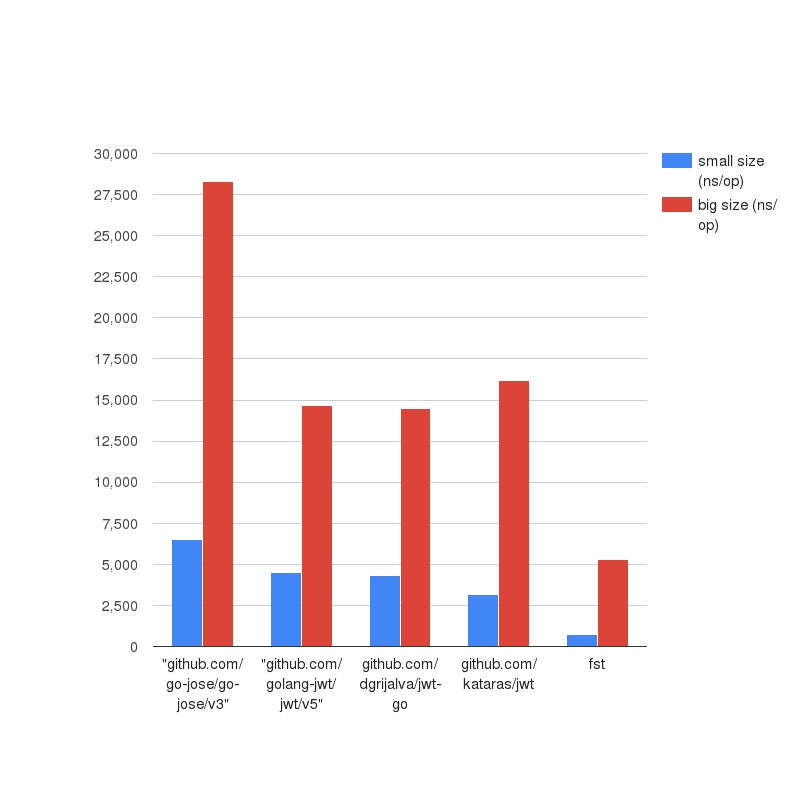 30,000
27,500
25,000
22,500
20,000
17,500
15,000
12,500
10,000
7,500
5,000
2,500
0
small size
(ns/op)
big size (ns/
op)
"github.com/
go-jose/go-
jose/v3"
"github.com/
golang-jwt/
jwt/v5"
github.com/
dgrijalva/jwt-
go
github.com/
kataras/jwt
fst